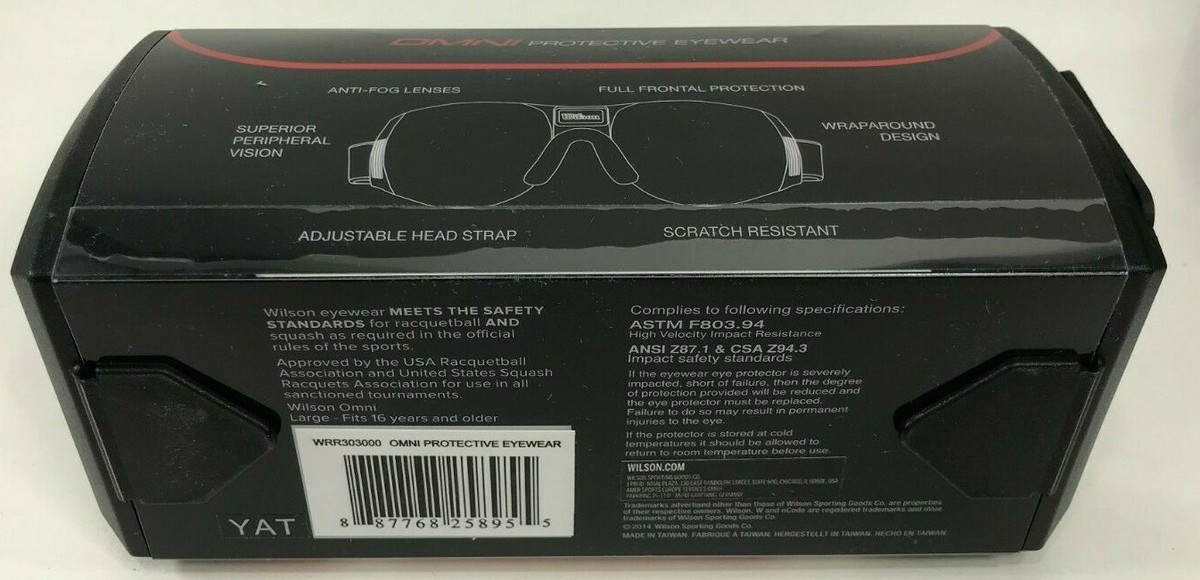 OMNI PROTECTIVE EYEWEAR
ANTI-FOG LENSES
FULL FRONTAL PROTECTION
Wilson
SUPERIOR
PERIPHERAL
VISION
WRAPAROUND
DESIGN
ADJUSTABLE HEAD STRAP
SCRATCH RESISTANT
Wilson eyewear MEETS THE SAFETY
STANDARDS for racquetball AND
squash as required in the official
rules of the sports.
Approved by the USA Racquetball
Association and United States Squash
Racquets Association for use in all
sanctioned tournaments.
Wilson Omni
Large - Fits 16 years and older
WRR303000 OMNI PROTECTIVE EYEWEAR
8 87768 25895 5
YAT
Complies to following specifications:
ASTM F803.94
High Velocity Impact Resistance
ANSI Z87.1 & CSA Z94.3
Impact safety standards
If the eyewear eye protector is severely
impacted, short of failure, then the degree
of protection provided will be reduced and
the eye protector must be replaced.
Failure to do so may result in permanent
injuries to the eye.
If the protector is stored at cold
temperatures it should be allowed to
return to room temperature before use.
WILSON.COM
WILSON SPORTING GOODS CO.
CHICAGO, IL USA
GERMANY
Trademarks advertised other than those of Wilson Sporting Goods Co. are properties
of their respective owners. Wilson, W and nCode are registered trademarks and nVue
trademarks of Wilson Sporting Goods Co.
© 2014 Wilson Sporting Goods Co.
MADE IN TAIWAN. FABRIQUÉ À TAIWAN. HERGESTELLT IN TAIWAN. HECHO EN TAIWAN.